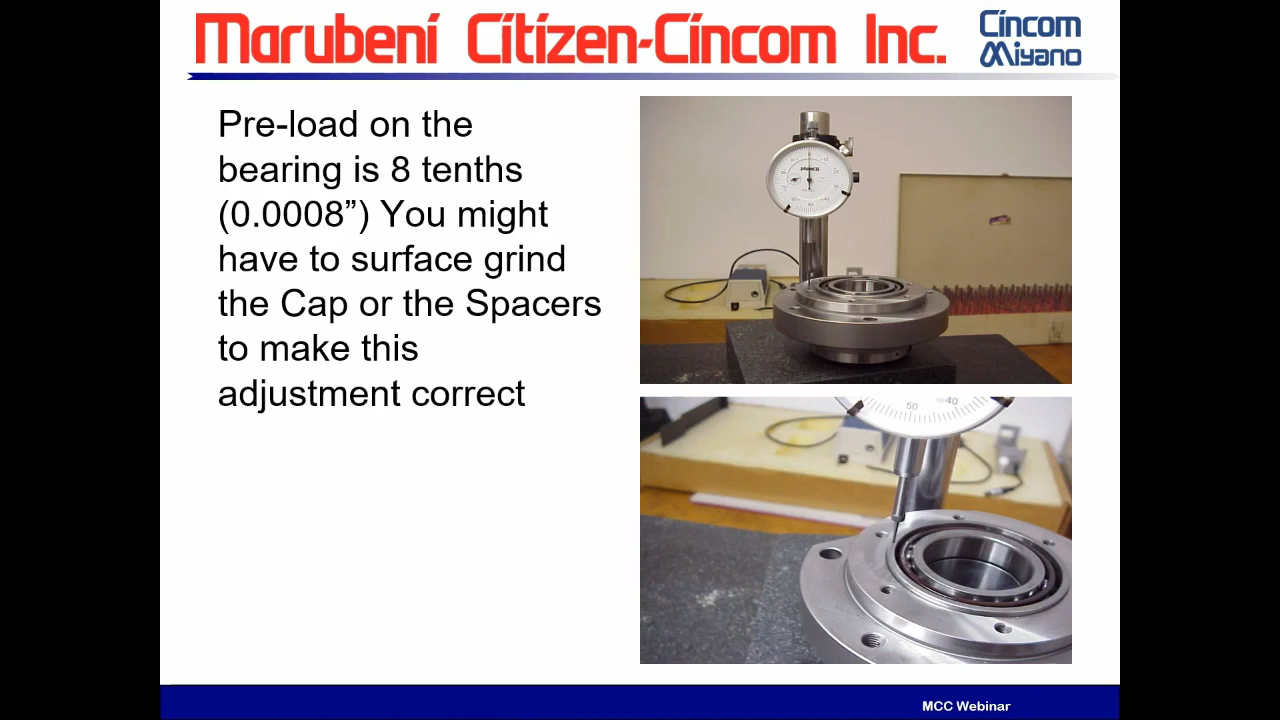 Marubeni Citizen-Cincom Inc.
Cincom
Miyano
Pre-load on the
bearing is 8 tenths
(0.0008”) You might
have to surface grind
the Cap or the Spacers
to make this
adjustment correct
50
40
MCC Webinar